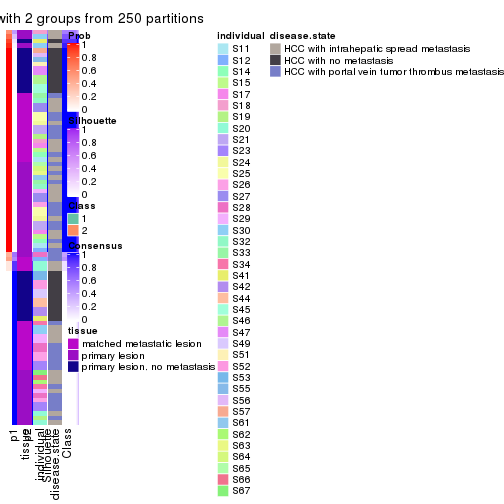 with 2 groups from 250 partitions
Prob
1
0.8
0.6
0.4
0.2
0
Silhouette
1
0.8
0.6
0.4
0.2
0
Class
1
2
Consensus
1
0.8
0.6
0.4
0.2
0
tissue
matched metastatic lesion
primary lesion
primary lesion, no metastasis
individual
S11
S12
S14
S15
S17
S18
S19
S20
S21
S23
S24
S25
S26
S27
S28
S29
S30
S32
S33
S34
S41
S42
S44
S45
S46
S47
S49
S51
S52
S53
S55
S56
S57
S61
S62
S63
S64
S65
S66
S67
disease.state
HCC with intrahepatic spread metastasis
HCC with no metastasis
HCC with portal vein tumor thrombus metastasis
p1
p2
tissue
individual
Silhouette
disease.state
Class